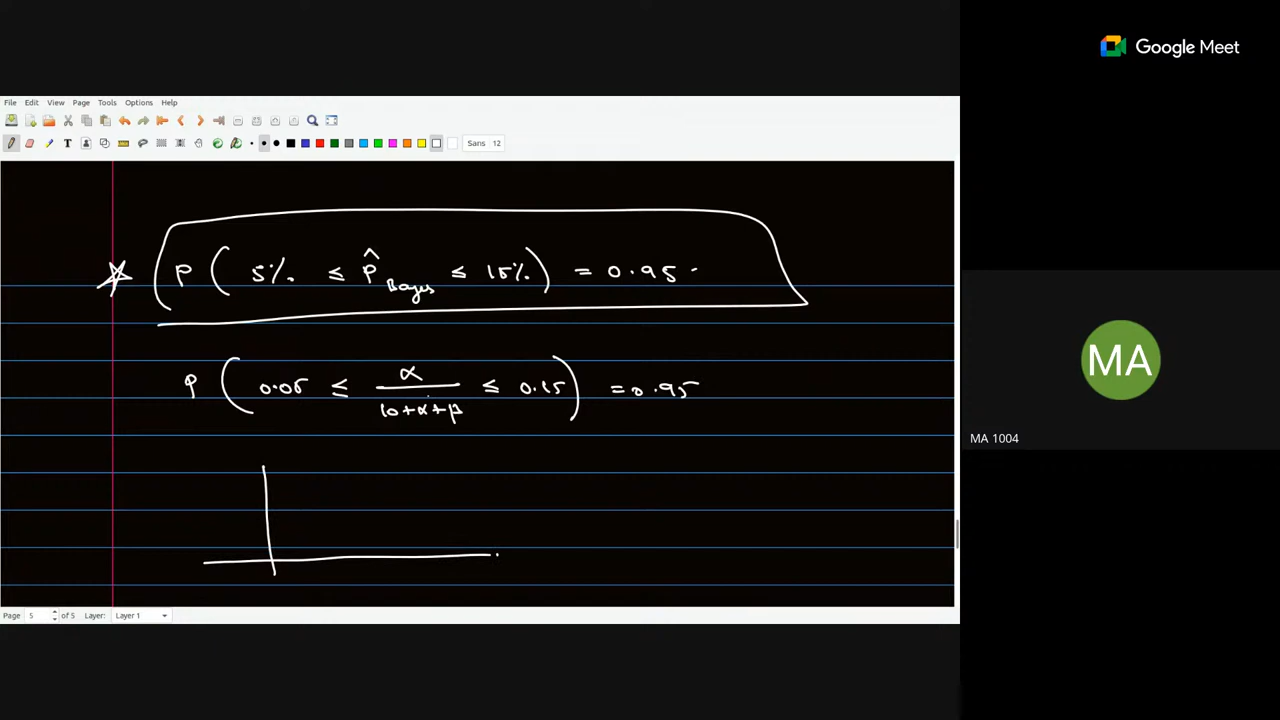 Google Meet
File Edit View Page Tools Options Help
T Sans 12
P ( 5% ≤ P̂ Bayes ≤ 15% ) = 0.95
P ( 0.05 ≤ α / 10+α+β ≤ 0.15 ) = 0.95
MA
MA 1004
Page 5 of 5 Layer: Layer 1